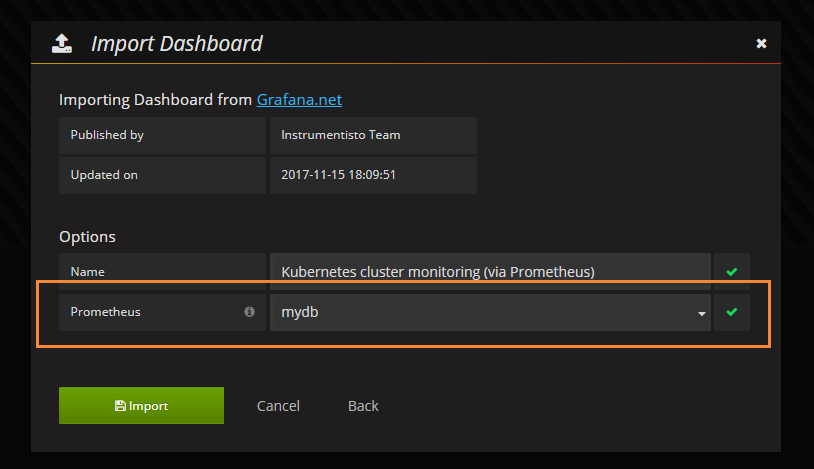 Import Dashboard
Importing Dashboard from Grafana.net
Published by Instrumentisto Team
Updated on 2017-11-15 18:09:51
Options
Name Kubernetes cluster monitoring (via Prometheus)
Prometheus mydb
Import Cancel Back